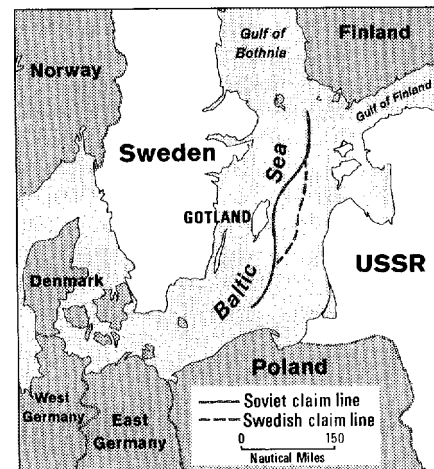 Gulf of
Bothnia
Finland
Norway
Gulf of Finland
Sweden
Sea
GOTLAND
USSR
Denmark
Baltic
Poland
West
Germany
East
Germany
Soviet claim line
Swedish claim line
0 150
Nautical Miles